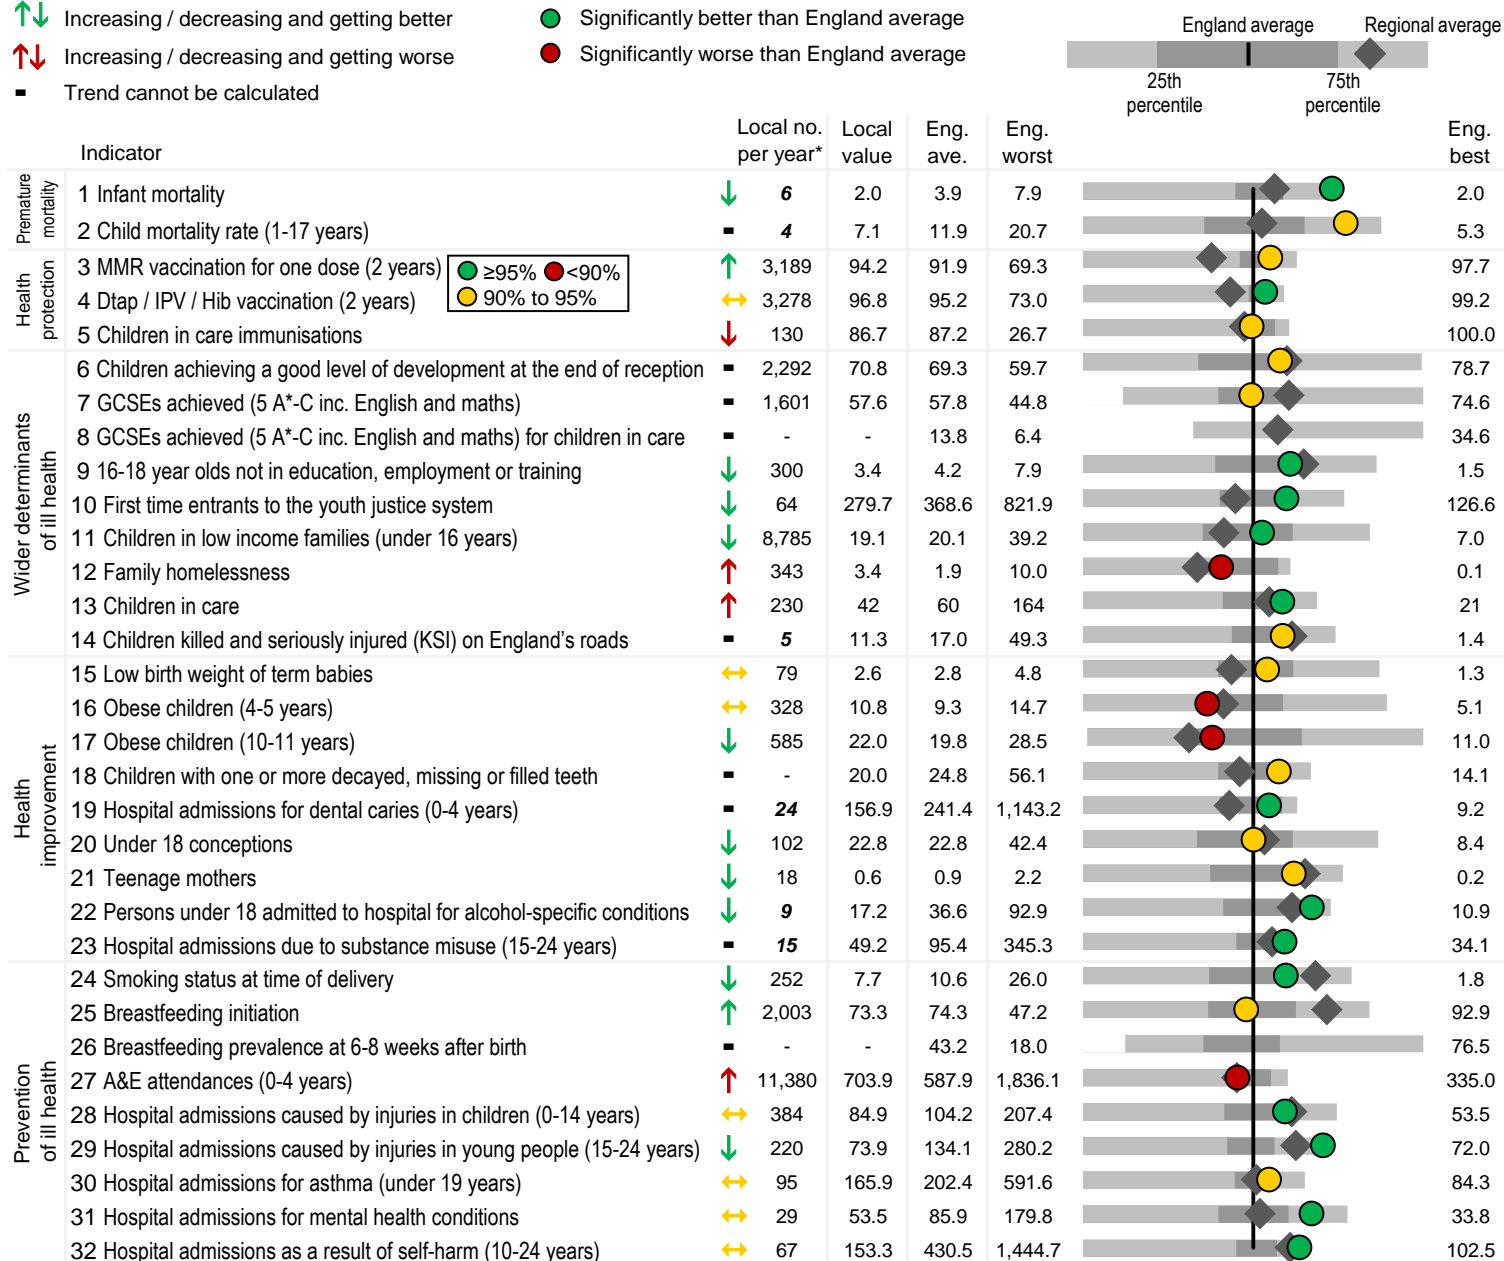 Increasing / decreasing and getting better
Significantly better than England average
Increasing / decreasing and getting worse
Significantly worse than England average
Trend cannot be calculated
England average Regional average
25th percentile 75th percentile
Indicator Local no. per year* Local value Eng. ave. Eng. worst Eng. best
Premature mortality
1 Infant mortality 6 2.0 3.9 7.9 2.0
2 Child mortality rate (1-17 years) 4 7.1 11.9 20.7 5.3
Health protection
3 MMR vaccination for one dose (2 years) ≥95% <90% 3,189 94.2 91.9 69.3 97.7
4 Dtap / IPV / Hib vaccination (2 years) 90% to 95% 3,278 96.8 95.2 73.0 99.2
5 Children in care immunisations 130 86.7 87.2 26.7 100.0
Wider determinants of ill health
6 Children achieving a good level of development at the end of reception - 2,292 70.8 69.3 59.7 78.7
7 GCSEs achieved (5 A*-C inc. English and maths) - 1,601 57.6 57.8 44.8 74.6
8 GCSEs achieved (5 A*-C inc. English and maths) for children in care - - - 13.8 6.4 34.6
9 16-18 year olds not in education, employment or training 300 3.4 4.2 7.9 1.5
10 First time entrants to the youth justice system 64 279.7 368.6 821.9 126.6
11 Children in low income families (under 16 years) 8,785 19.1 20.1 39.2 7.0
12 Family homelessness 343 3.4 1.9 10.0 0.1
13 Children in care 230 42 60 164 21
14 Children killed and seriously injured (KSI) on England's roads - 5 11.3 17.0 49.3 1.4
Health improvement
15 Low birth weight of term babies 79 2.6 2.8 4.8 1.3
16 Obese children (4-5 years) 328 10.8 9.3 14.7 5.1
17 Obese children (10-11 years) 585 22.0 19.8 28.5 11.0
18 Children with one or more decayed, missing or filled teeth - - 20.0 24.8 56.1 14.1
19 Hospital admissions for dental caries (0-4 years) - 24 156.9 241.4 1,143.2 9.2
20 Under 18 conceptions 102 22.8 22.8 42.4 8.4
21 Teenage mothers 18 0.6 0.9 2.2 0.2
22 Persons under 18 admitted to hospital for alcohol-specific conditions 9 17.2 36.6 92.9 10.9
23 Hospital admissions due to substance misuse (15-24 years) - 15 49.2 95.4 345.3 34.1
Prevention of ill health
24 Smoking status at time of delivery 252 7.7 10.6 26.0 1.8
25 Breastfeeding initiation 2,003 73.3 74.3 47.2 92.9
26 Breastfeeding prevalence at 6-8 weeks after birth - - - 43.2 18.0 76.5
27 A&E attendances (0-4 years) 11,380 703.9 587.9 1,836.1 335.0
28 Hospital admissions caused by injuries in children (0-14 years) 384 84.9 104.2 207.4 53.5
29 Hospital admissions caused by injuries in young people (15-24 years) 220 73.9 134.1 280.2 72.0
30 Hospital admissions for asthma (under 19 years) 95 165.9 202.4 591.6 84.3
31 Hospital admissions for mental health conditions 29 53.5 85.9 179.8 33.8
32 Hospital admissions as a result of self-harm (10-24 years) 67 153.3 430.5 1,444.7 102.5